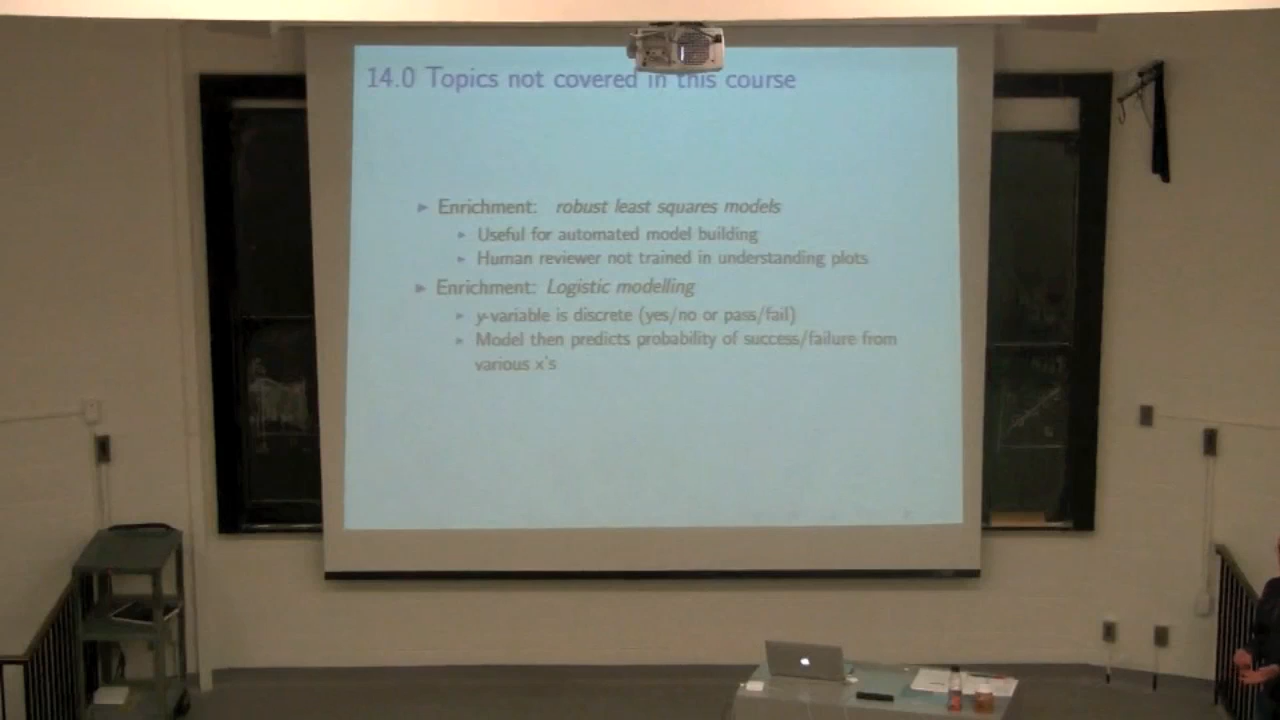 14.0 Topics not covered in this course
► Enrichment: robust least squares models
► Useful for automated model building
► Human reviewer not trained in understanding plots
► Enrichment: Logistic modelling
► y-variable is discrete (yes/no or pass/fail)
► Model then predicts probability of success/failure from
various x's